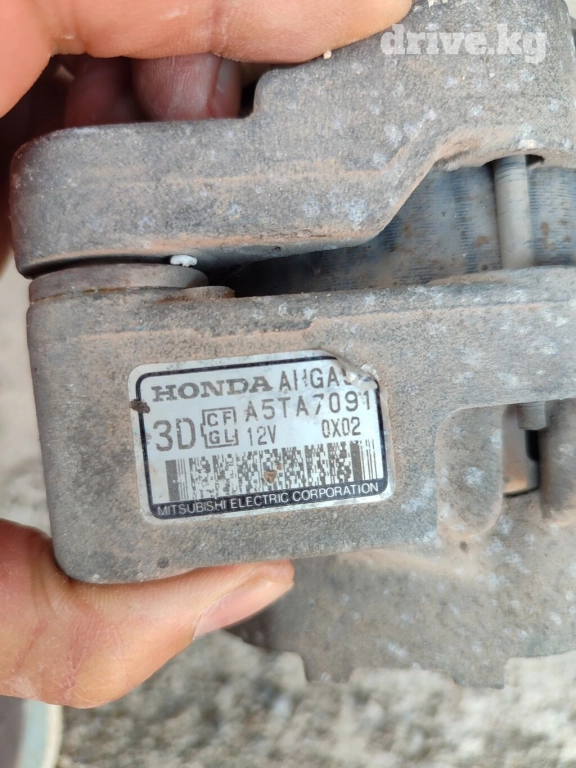 drive.kg
HONDA
3D CF A5TA7091
GL 12V 0X02
MITSUBISHI ELECTRIC CORPORATION